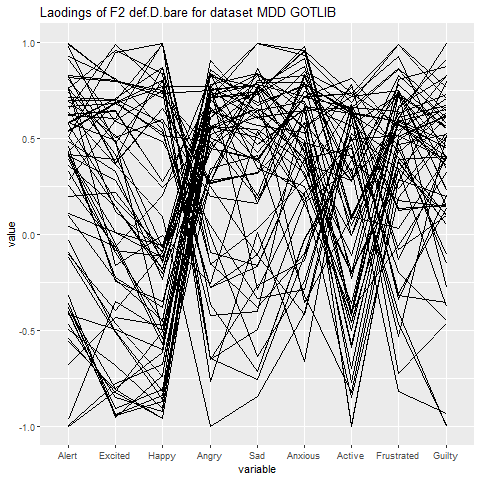 Laodings of F2 def.D.bare for dataset MDD GOTLIB
1.0
0.5
0.0
-0.5
-1.0
value
Alert Excited Happy Angry Sad Anxious Active Frustrated Guilty
variable